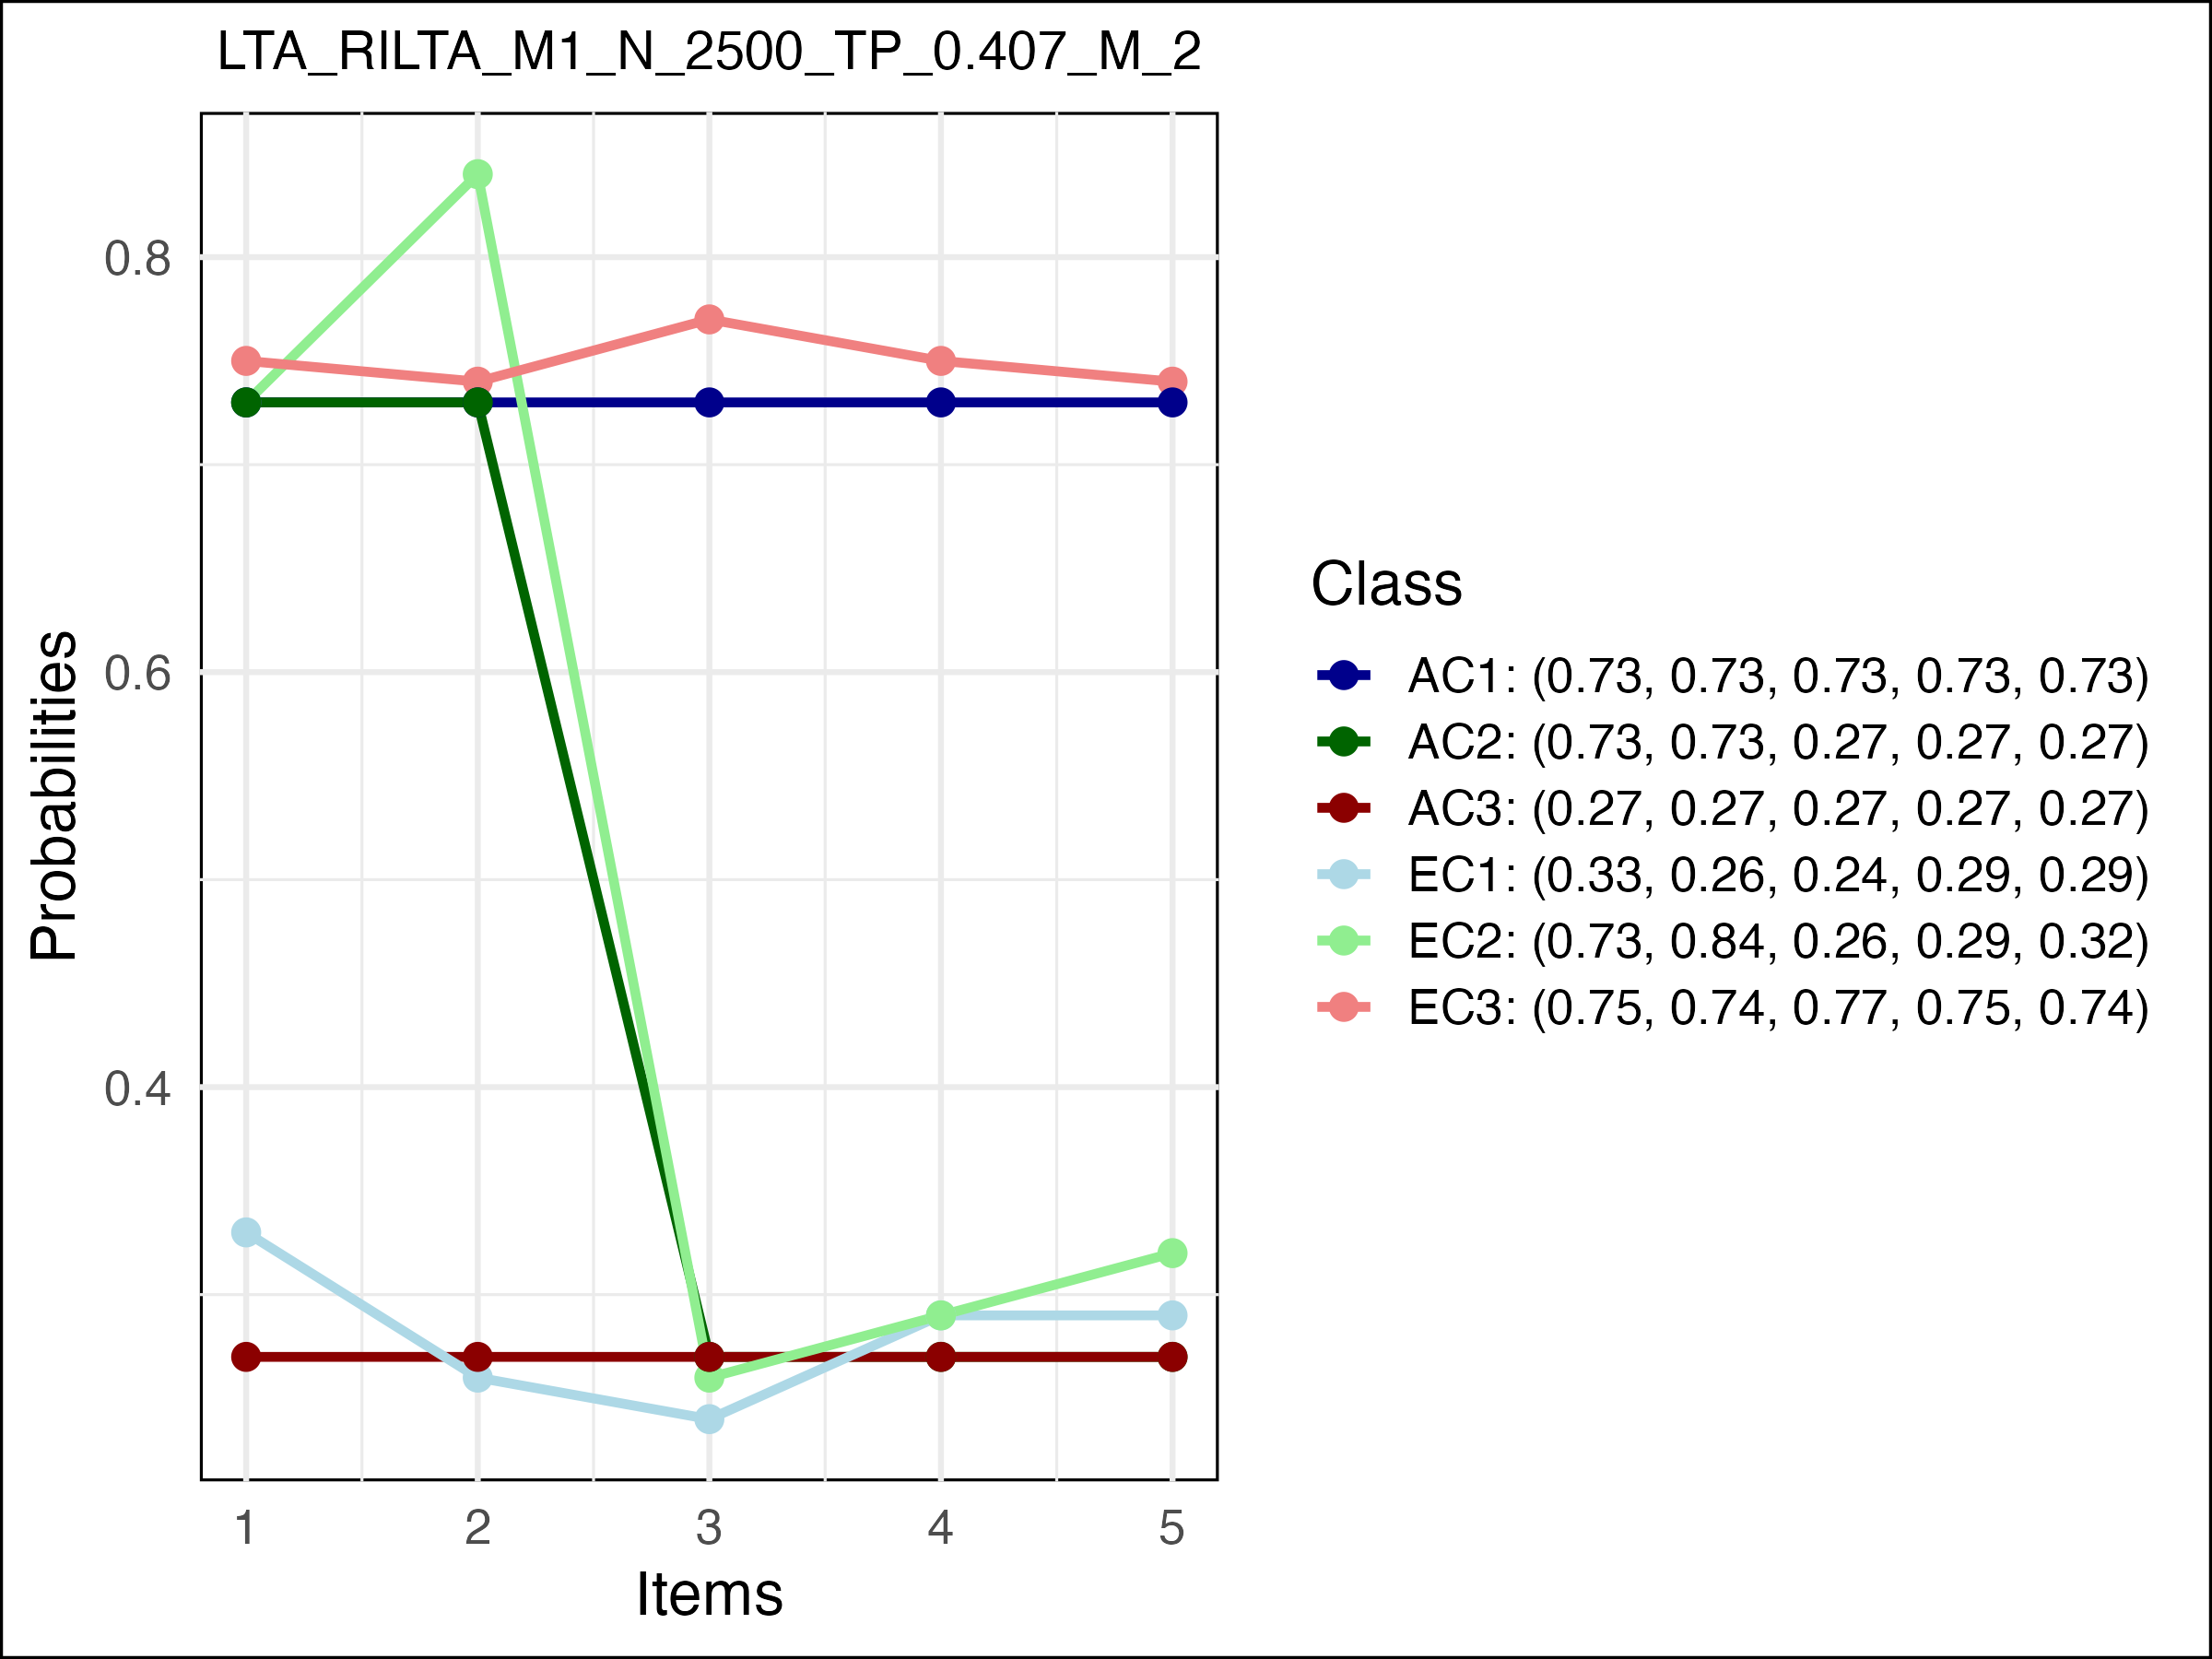 LTA_RILTA_M1_N_2500_TP_0.407_M_2
0.8
0.6
0.4
Probabilities
1 2 3 4 5
Items
Class
AC1: (0.73, 0.73, 0.73, 0.73, 0.73)
AC2: (0.73, 0.73, 0.27, 0.27, 0.27)
AC3: (0.27, 0.27, 0.27, 0.27, 0.27)
EC1: (0.33, 0.26, 0.24, 0.29, 0.29)
EC2: (0.73, 0.84, 0.26, 0.29, 0.32)
EC3: (0.75, 0.74, 0.77, 0.75, 0.74)